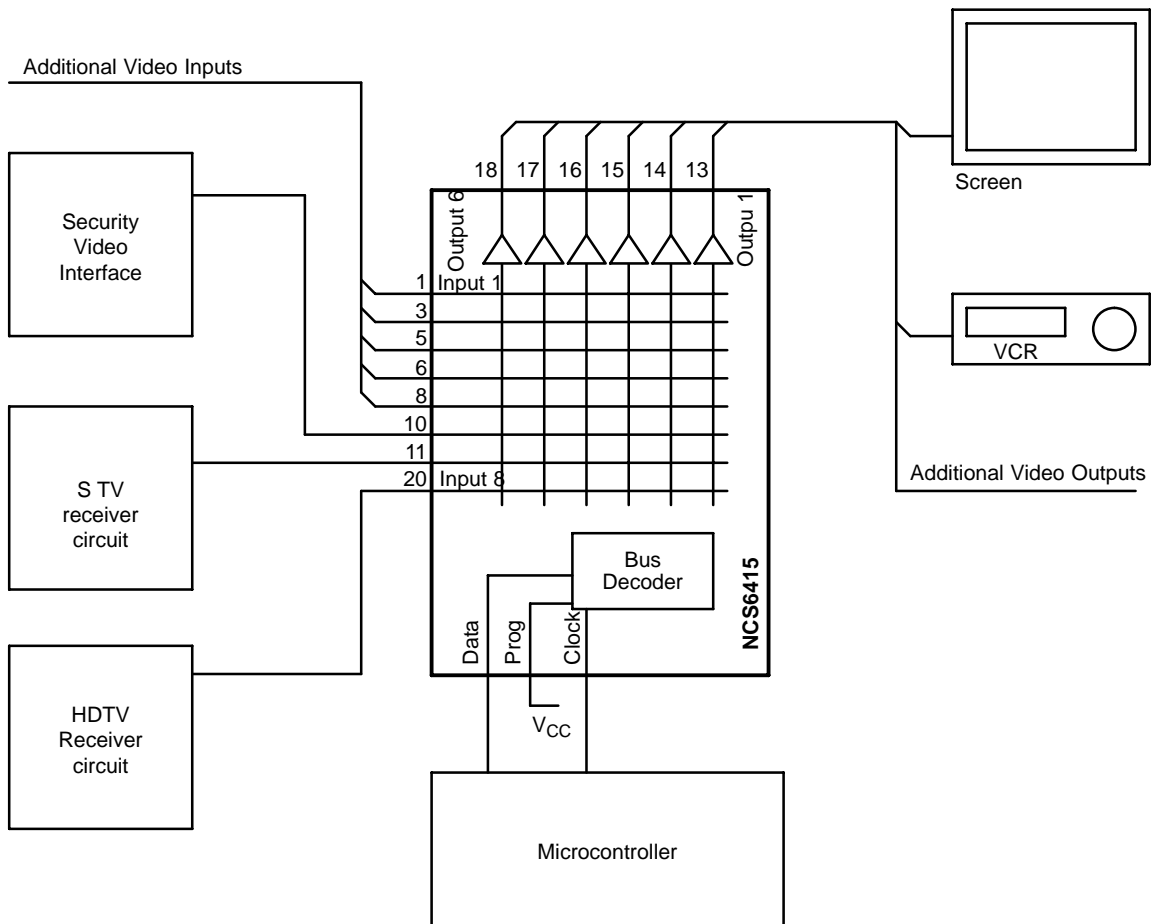 Additional Video Inputs
Security
Video
Interface
S TV
receiver
circuit
HDTV
Receiver
circuit
18 17 16 15 14 13
Output 6
Outpu 1
1 Input 1
3
5
6
8
10
11
20 Input 8
Bus
Decoder
Data
Prog
Clock
NCS6415
VCC
Microcontroller
Screen
VCR
Additional Video Outputs